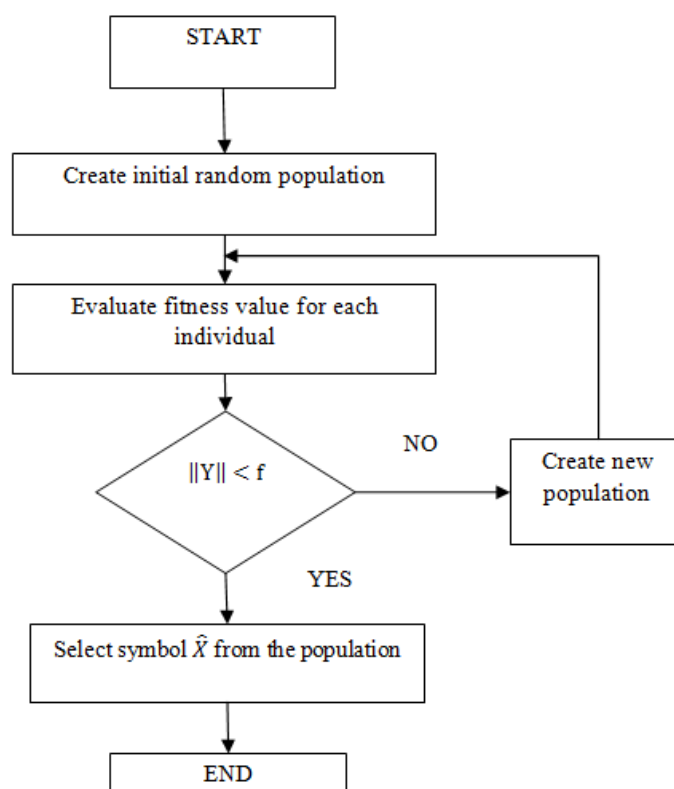 START
Create initial random population
Evaluate fitness value for each
individual
‖Y‖ < f
NO
Create new
population
YES
Select symbol X̂ from the population
END